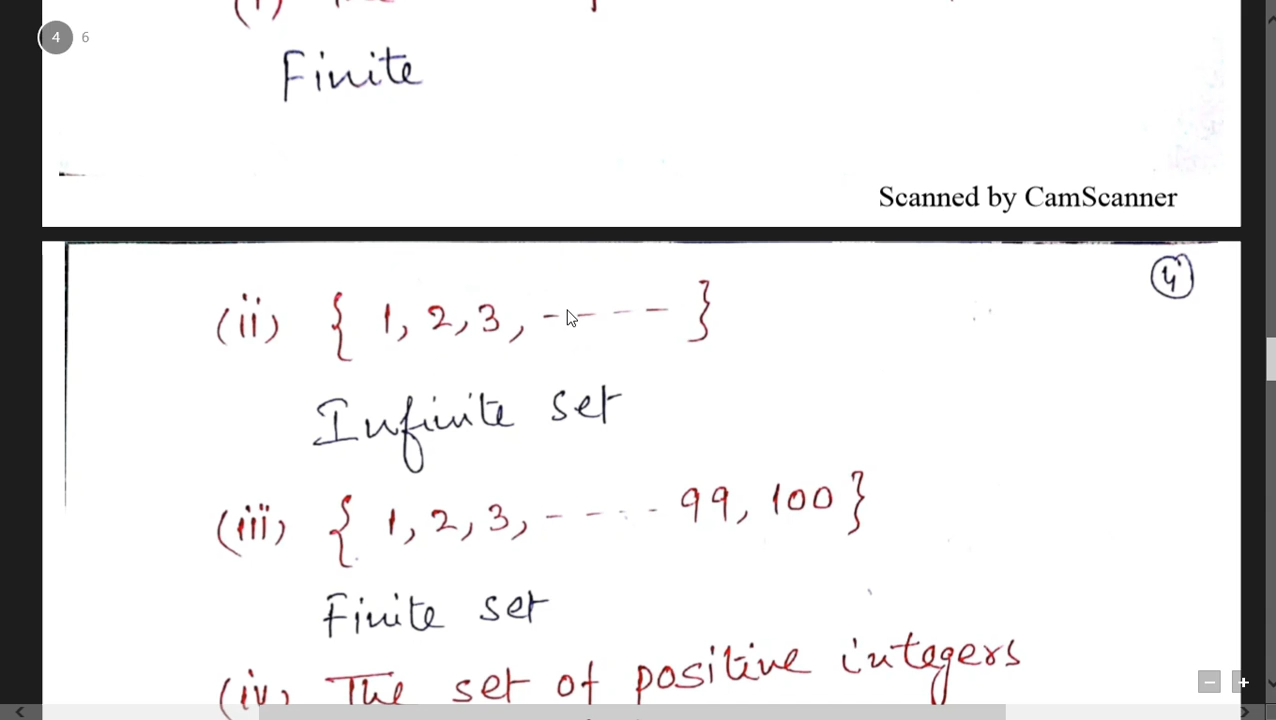 4 6
Finite
Scanned by CamScanner
4
(ii) { 1, 2, 3, ----- }
Infinite set
(iii) { 1, 2, 3, ----- 99, 100 }
Finite set
(iv) The set of positive integers